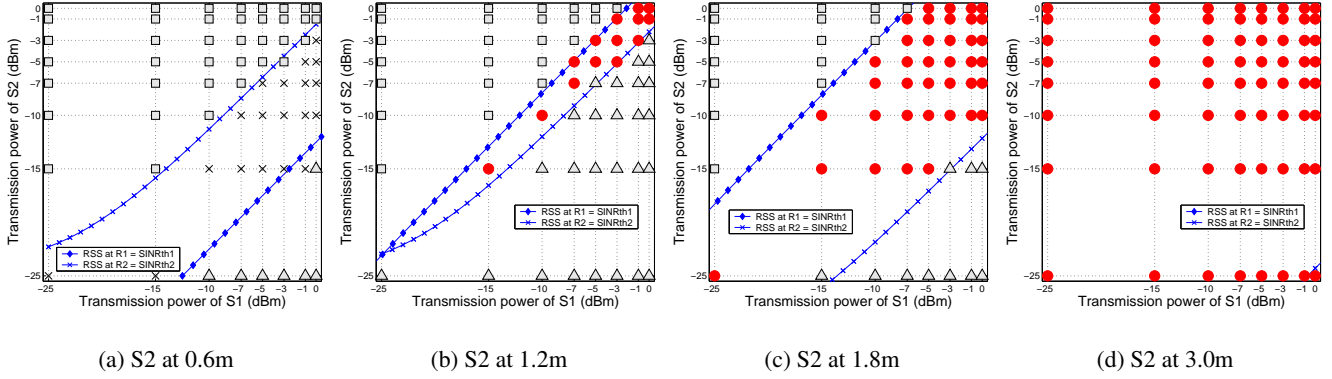 0
−1
−3
−5
−7
−10
−15
−25
Transmission power of S2 (dBm)
RSS at R1 = SINRth1
RSS at R2 = SINRth2
−25 −15 −10 −7 −5 −3 −1 0
Transmission power of S1 (dBm)
(a) S2 at 0.6m
0
−1
−3
−5
−7
−10
−15
−25
Transmission power of S2 (dBm)
RSS at R1 = SINRth1
RSS at R2 = SINRth2
−25 −15 −10 −7 −5 −3 −1 0
Transmission power of S1 (dBm)
(b) S2 at 1.2m
0
−1
−3
−5
−7
−10
−15
−25
Transmission power of S2 (dBm)
RSS at R1 = SINRth1
RSS at R2 = SINRth2
−25 −15 −10 −7 −5 −3 −1 0
Transmission power of S1 (dBm)
(c) S2 at 1.8m
0
−1
−3
−5
−7
−10
−15
−25
Transmission power of S2 (dBm)
RSS at R1 = SINRth1
RSS at R2 = SINRth2
−25 −15 −10 −7 −5 −3 −1 0
Transmission power of S1 (dBm)
(d) S2 at 3.0m